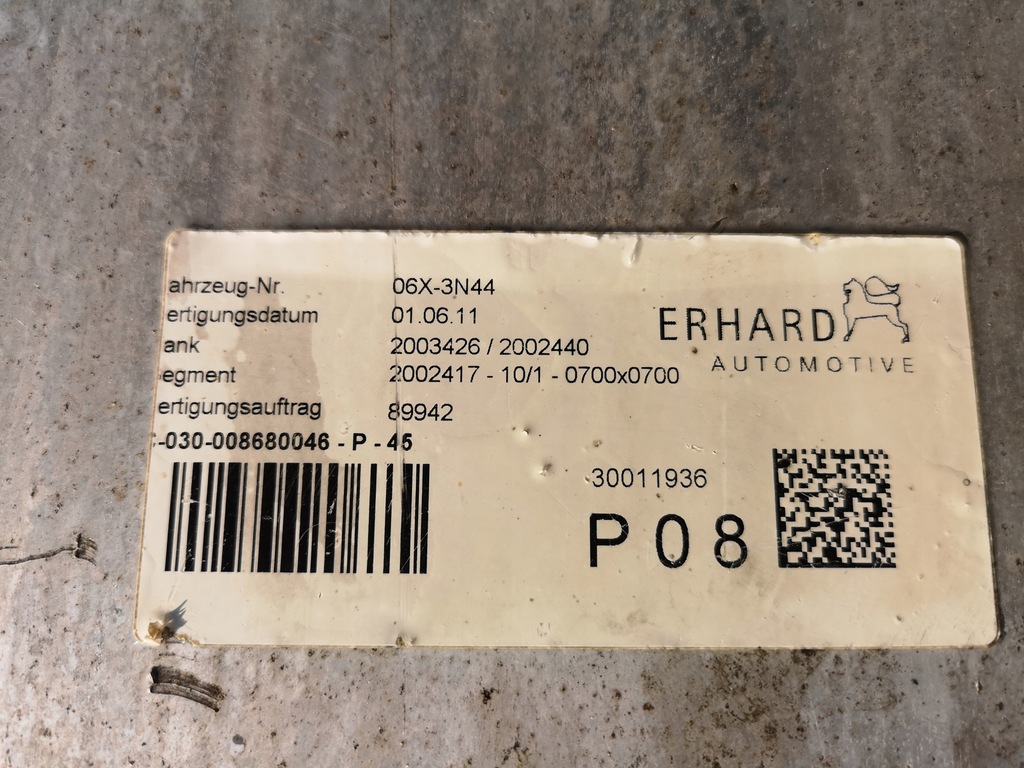 ahrzeug-Nr. 06X-3N44
ertigungsdatum 01.06.11
ank 2003426 / 2002440
egment 2002417 - 10/1 - 0700x0700
ertigungsauftrag 89942
-030-008680046 - P - 45
ERHARD
AUTOMOTIVE
30011936
P08